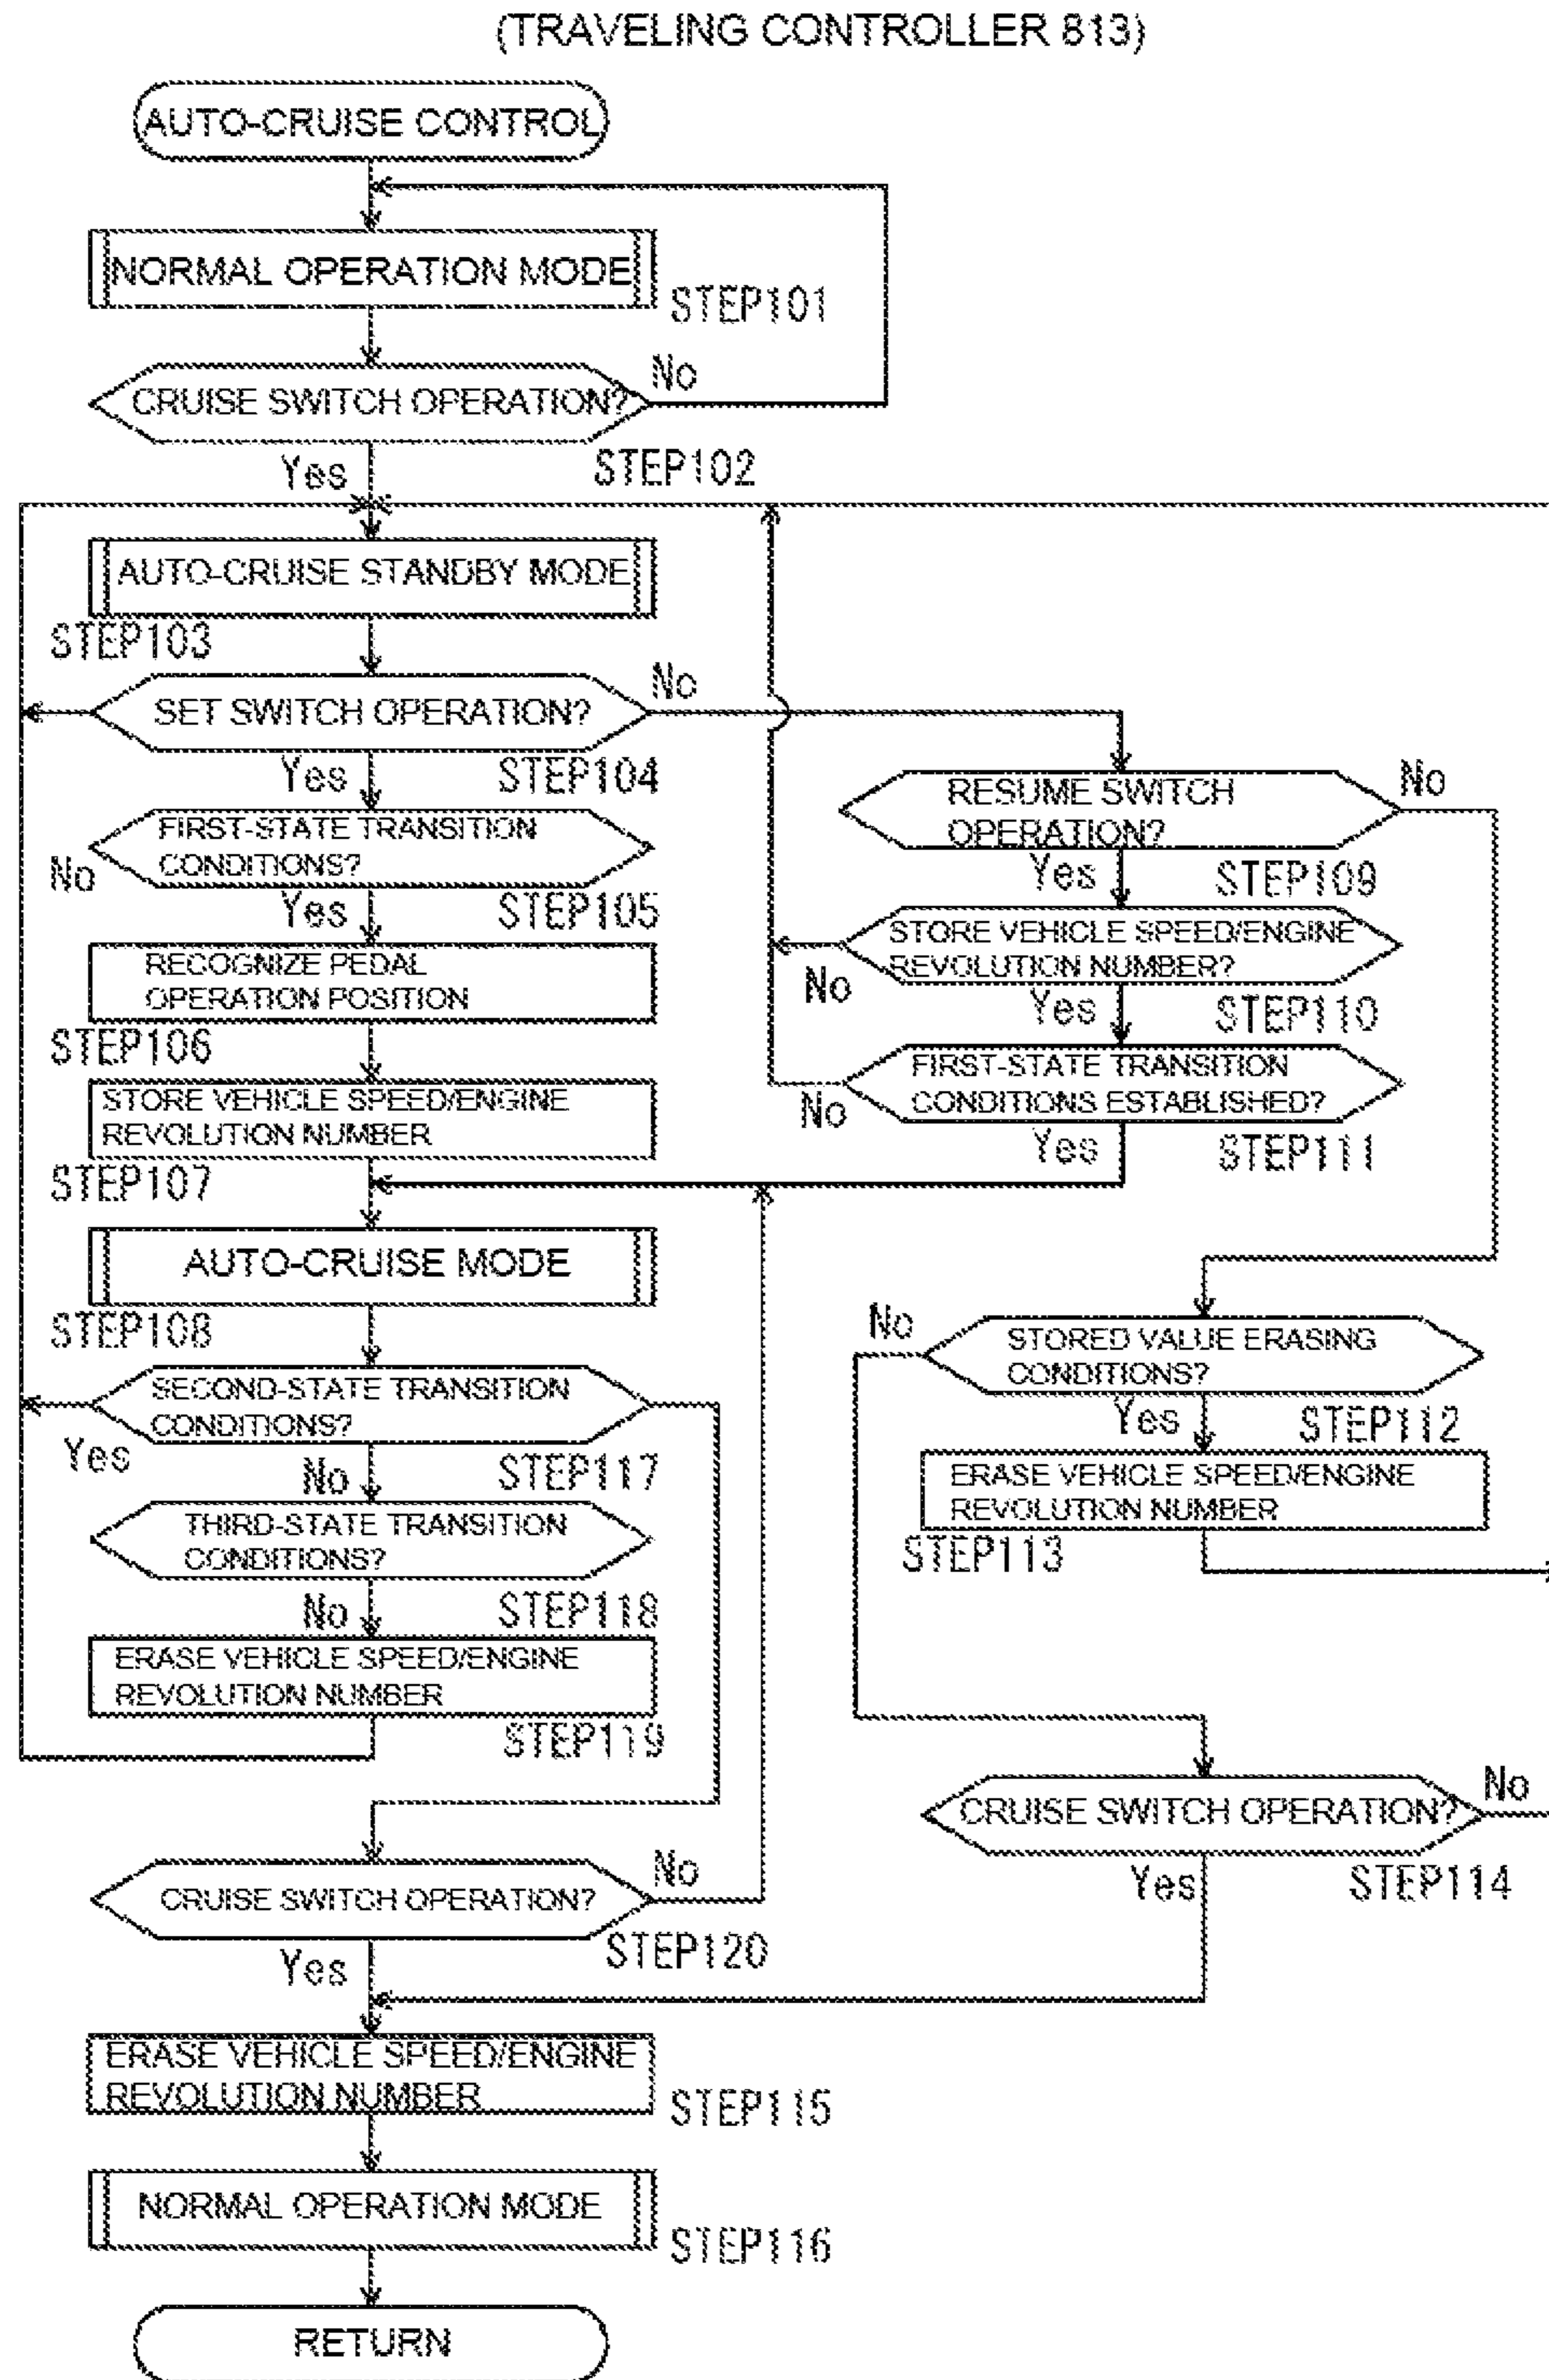 (TRAVELING CONTROLLER 813)
AUTO-CRUISE CONTROL
NORMAL OPERATION MODE
STEP101
CRUISE SWITCH OPERATION?
No
Yes
STEP102
AUTO-CRUISE STANDBY MODE
STEP103
SET SWITCH OPERATION?
No
Yes
STEP104
FIRST-STATE TRANSITION
CONDITIONS?
No
Yes
STEP105
RECOGNIZE PEDAL
OPERATION POSITION
STEP106
STORE VEHICLE SPEED/ENGINE
REVOLUTION NUMBER
STEP107
AUTO-CRUISE MODE
STEP108
RESUME SWITCH
OPERATION?
No
Yes
STEP109
STORE VEHICLE SPEED/ENGINE
REVOLUTION NUMBER?
No
Yes
STEP110
FIRST-STATE TRANSITION
CONDITIONS ESTABLISHED?
No
Yes
STEP111
STORED VALUE ERASING
CONDITIONS?
No
Yes
STEP112
ERASE VEHICLE SPEED/ENGINE
REVOLUTION NUMBER
STEP113
SECOND-STATE TRANSITION
CONDITIONS?
Yes
No
STEP117
THIRD-STATE TRANSITION
CONDITIONS?
No
STEP118
ERASE VEHICLE SPEED/ENGINE
REVOLUTION NUMBER
STEP119
CRUISE SWITCH OPERATION?
No
Yes
STEP114
CRUISE SWITCH OPERATION?
No
Yes
STEP120
ERASE VEHICLE SPEED/ENGINE
REVOLUTION NUMBER
STEP115
NORMAL OPERATION MODE
STEP116
RETURN